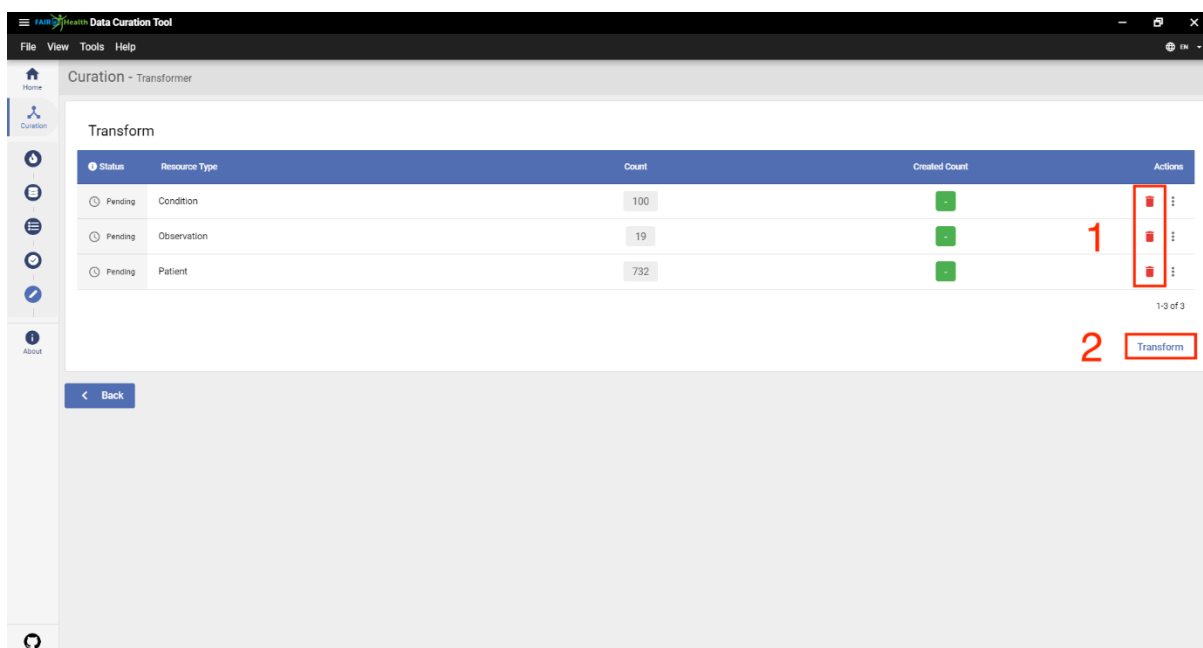 FAIR4Health Data Curation Tool
File View Tools Help
EN
Home
Curation - Transformer
Curation
Transform
Status Resource Type Count Created Count Actions
Pending Condition 100 -
Pending Observation 19 -
1
Pending Patient 732 -
1-3 of 3
About
2 Transform
Back